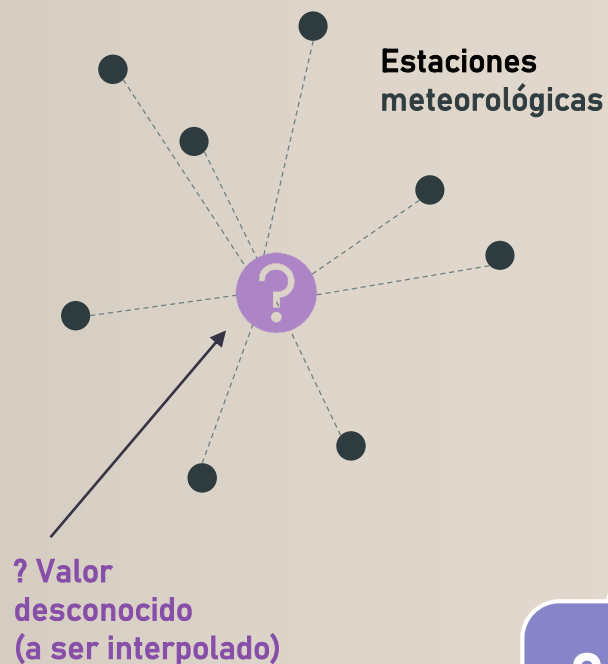 Estaciones
meteorológicas
?
? Valor
desconocido
(a ser interpolado)